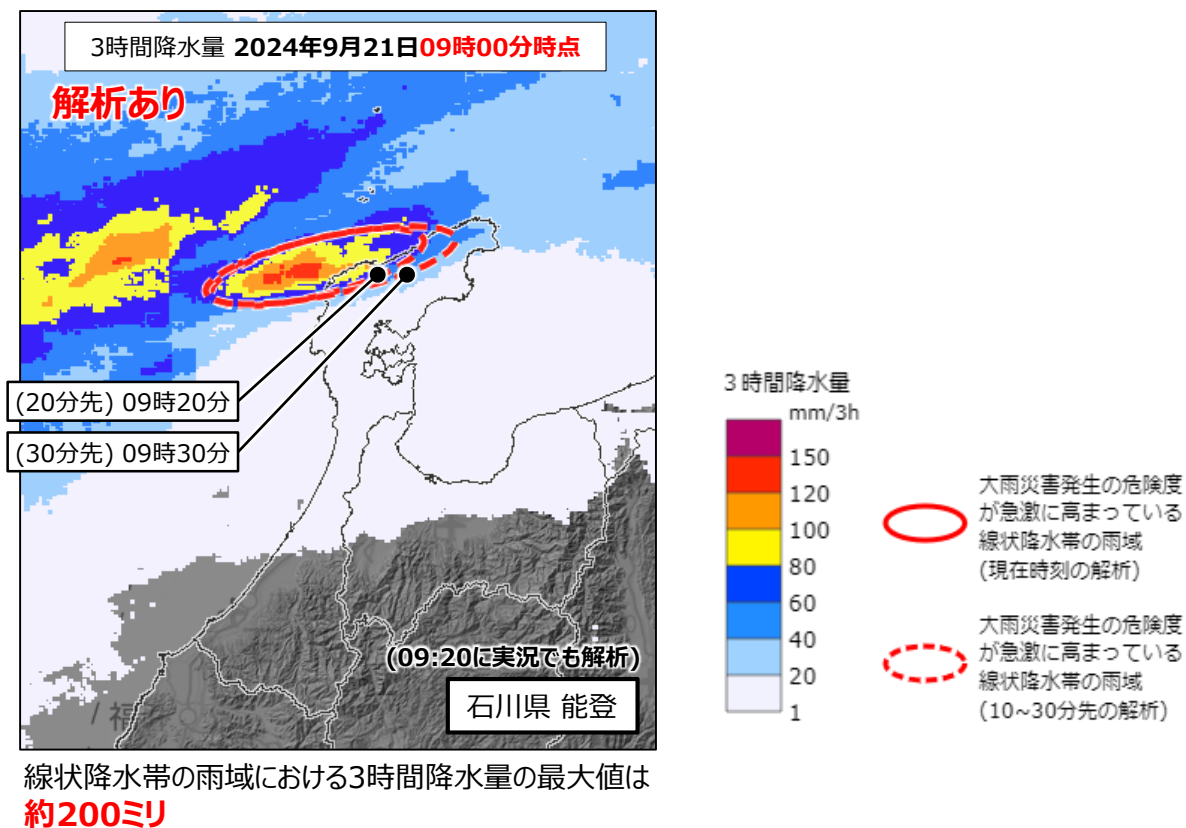 3時間降水量 2024年9月21日09時00分時点
解析あり
(20分先) 09時20分
(30分先) 09時30分
(09:20に実況でも解析)
石川県 能登
福
線状降水帯の雨域における3時間降水量の最大値は
約200ミリ
３時間降水量
mm/3h
150
120
100
80
60
40
20
1
大雨災害発生の危険度
が急激に高まっている
線状降水帯の雨域
(現在時刻の解析)
大雨災害発生の危険度
が急激に高まっている
線状降水帯の雨域
(10~30分先の解析)